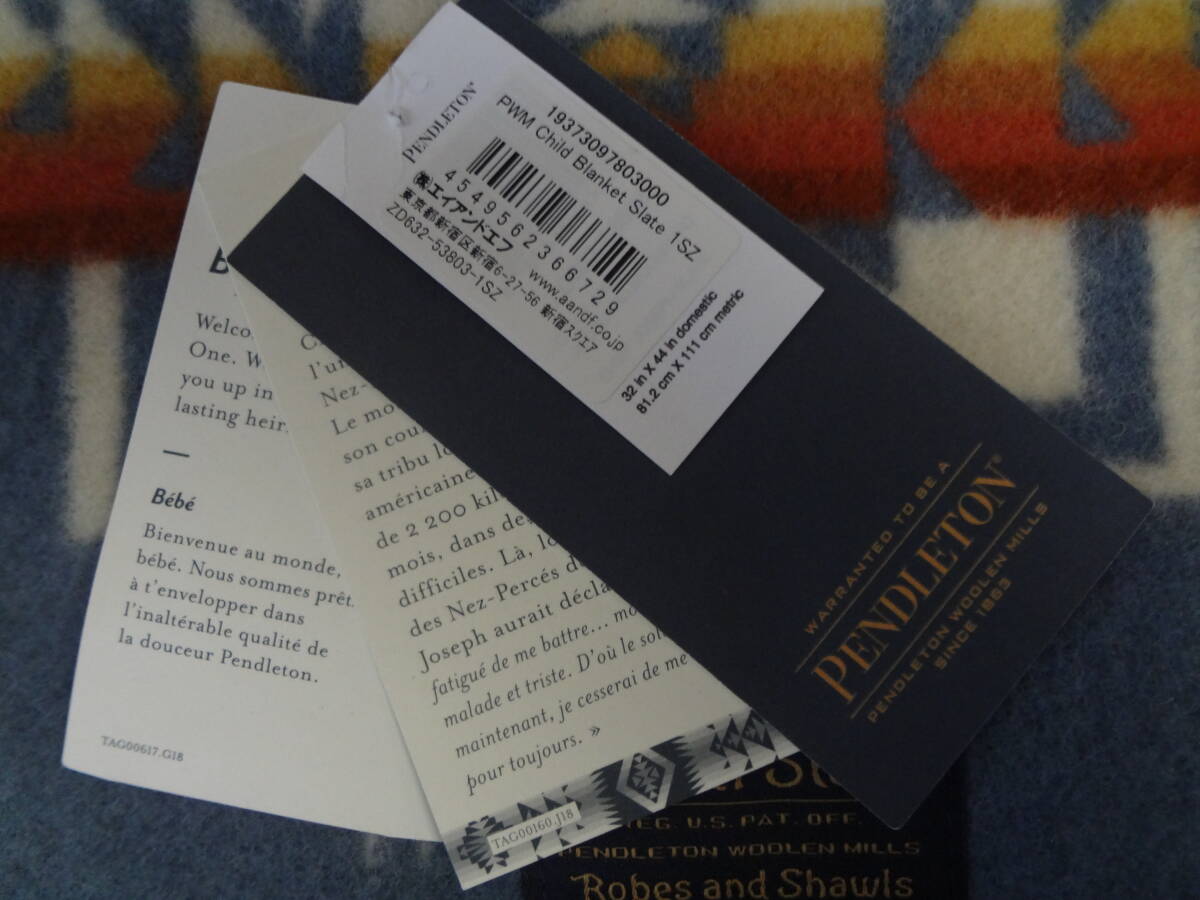 PENDLETON®
19373097803000
PWM Child Blanket Slate 1SZ
4549562366729
㈱エイアンドエフ www.aandf.co.jp
東京都新宿区新宿6-27-56 新宿スクエア
ZD632-53803-1SZ
32 in X 44 in domestic
81.2 cm X 111 cm metric
WARRANTED TO BE A
PENDLETON®
PENDLETON WOOLEN MILLS
SINCE 1863
B
Welco
One. W
you up in
lasting heir
—
Bébé
Bienvenue au monde,
bébé. Nous sommes prêt
à t'envelopper dans
l'inaltérable qualité de
la douceur Pendleton.
TAG00617.G18
C
l'un
Nez-
Le mo
son cou
sa tribu lo
américaine
de 2 200 kil
mois, dans de
difficiles. Là, lo
des Nez-Percés d
Joseph aurait décla
fatigué de me battre... mo
malade et triste. D'où le sol
maintenant, je cesserai de me
pour toujours. »
TAG00160.J18
EG. U.S. PAT. OFF.
PENDLETON WOOLEN MILLS
Robes and Shawls